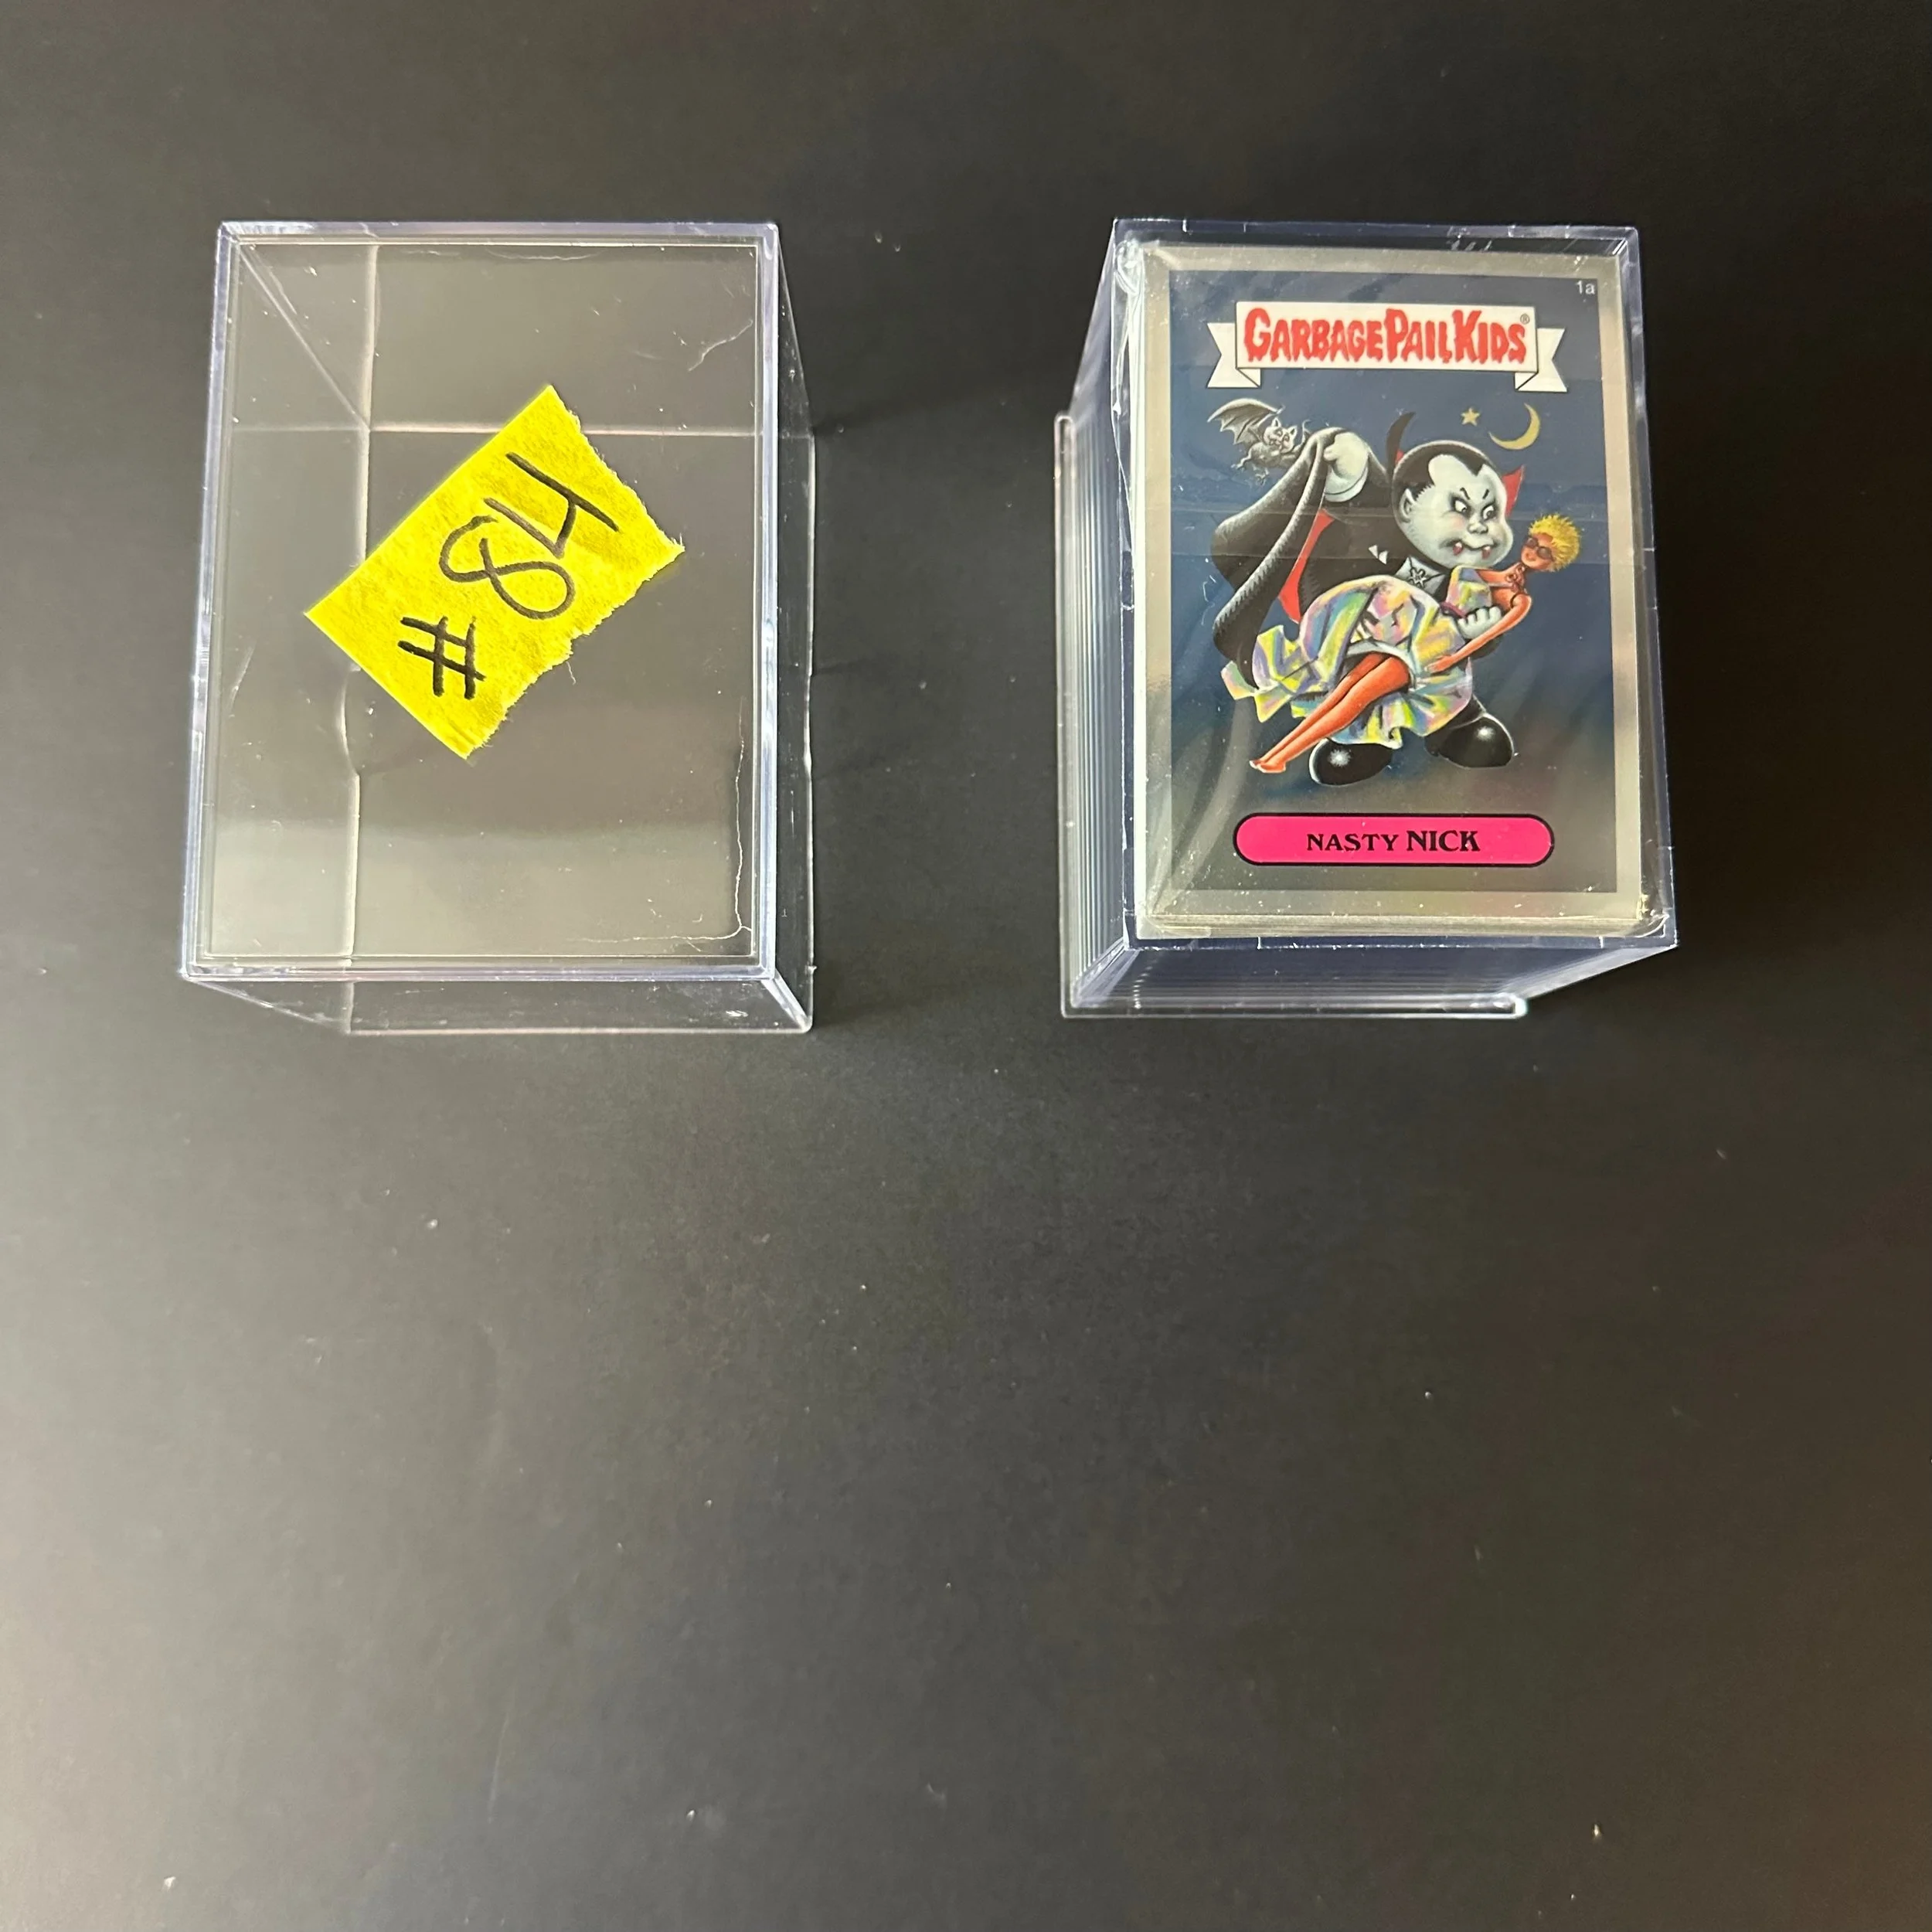 #84
1a
GARBAGE PAIL KIDS®
NASTY NICK